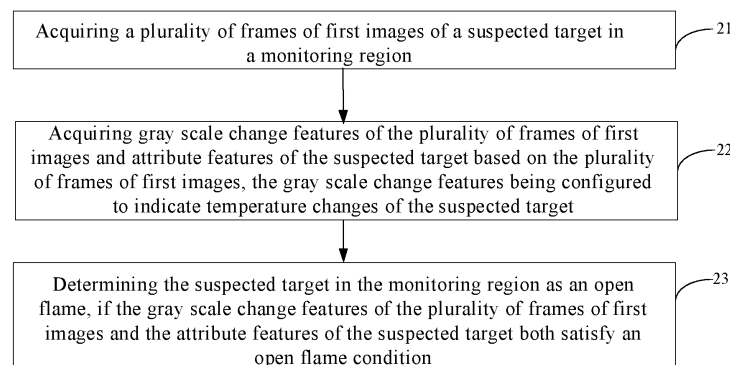 Acquiring a plurality of frames of first images of a suspected target in
a monitoring region
21
Acquiring gray scale change features of the plurality of frames of first
images and attribute features of the suspected target based on the plurality
of frames of first images, the gray scale change features being configured
to indicate temperature changes of the suspected target
22
Determining the suspected target in the monitoring region as an open
flame, if the gray scale change features of the plurality of frames of first
images and the attribute features of the suspected target both satisfy an
open flame condition
23